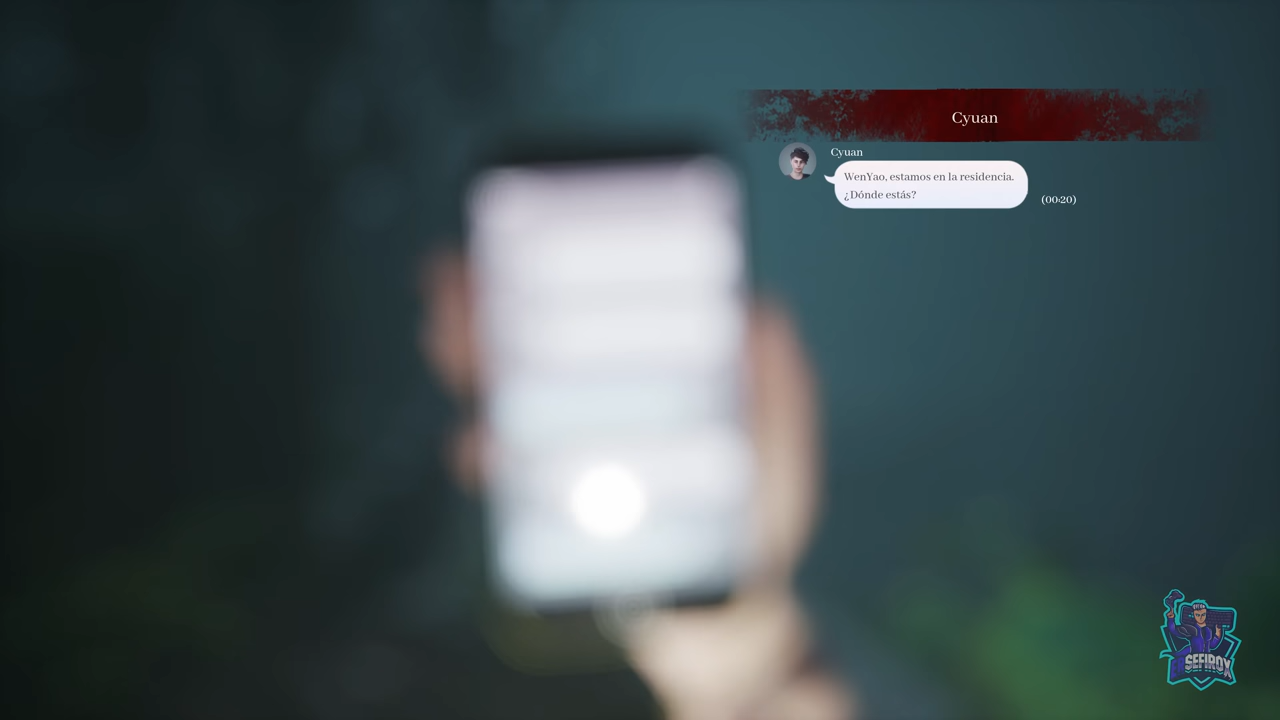 Cyuan
Cyuan
WenYao, estamos en la residencia.
¿Dónde estás?
(00:20)
SEFIROX